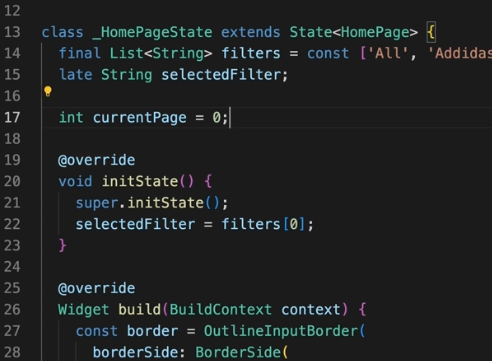 12
13 class _HomePageState extends State<HomePage> {
14   final List<String> filters = const ['All', 'Addidas
15   late String selectedFilter;
16
17   int currentPage = 0;
18
19   @override
20   void initState() {
21     super.initState();
22     selectedFilter = filters[0];
23   }
24
25   @override
26   Widget build(BuildContext context) {
27     const border = OutlineInputBorder(
28       borderSide: BorderSide(